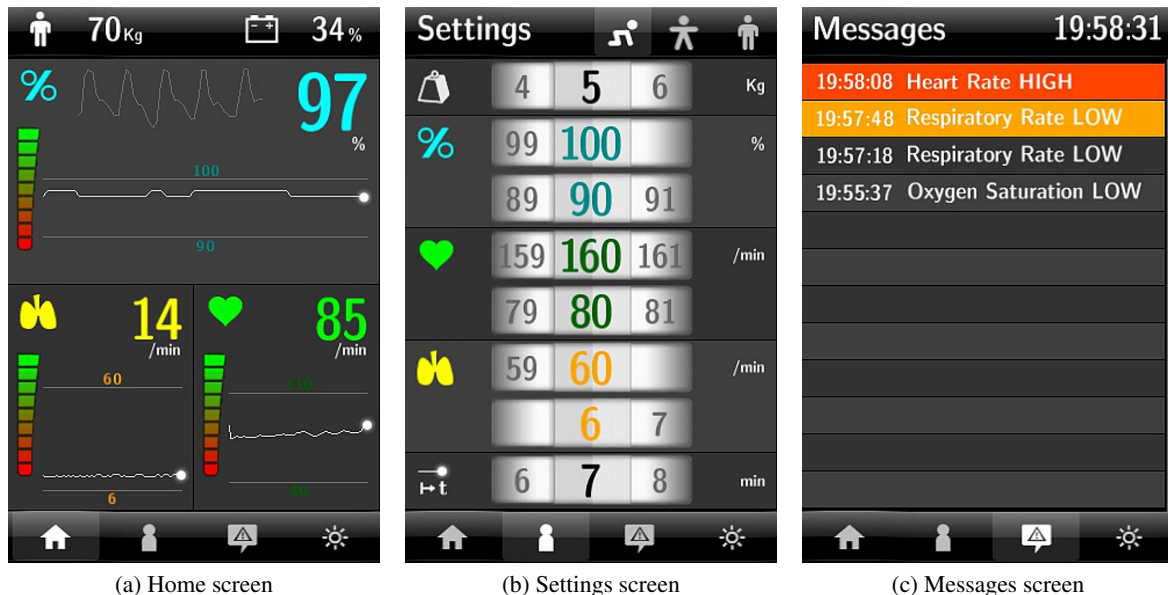 70 Kg 34 %
% 97
%
100
90
14 85
/min /min
60 110
6 40
(a) Home screen
Settings
4 5 6 Kg
% 99 100 %
89 90 91
159 160 161 /min
79 80 81
59 60 /min
6 7
t 6 7 8 min
(b) Settings screen
Messages 19:58:31
19:58:08 Heart Rate HIGH
19:57:48 Respiratory Rate LOW
19:57:18 Respiratory Rate LOW
19:55:37 Oxygen Saturation LOW
(c) Messages screen